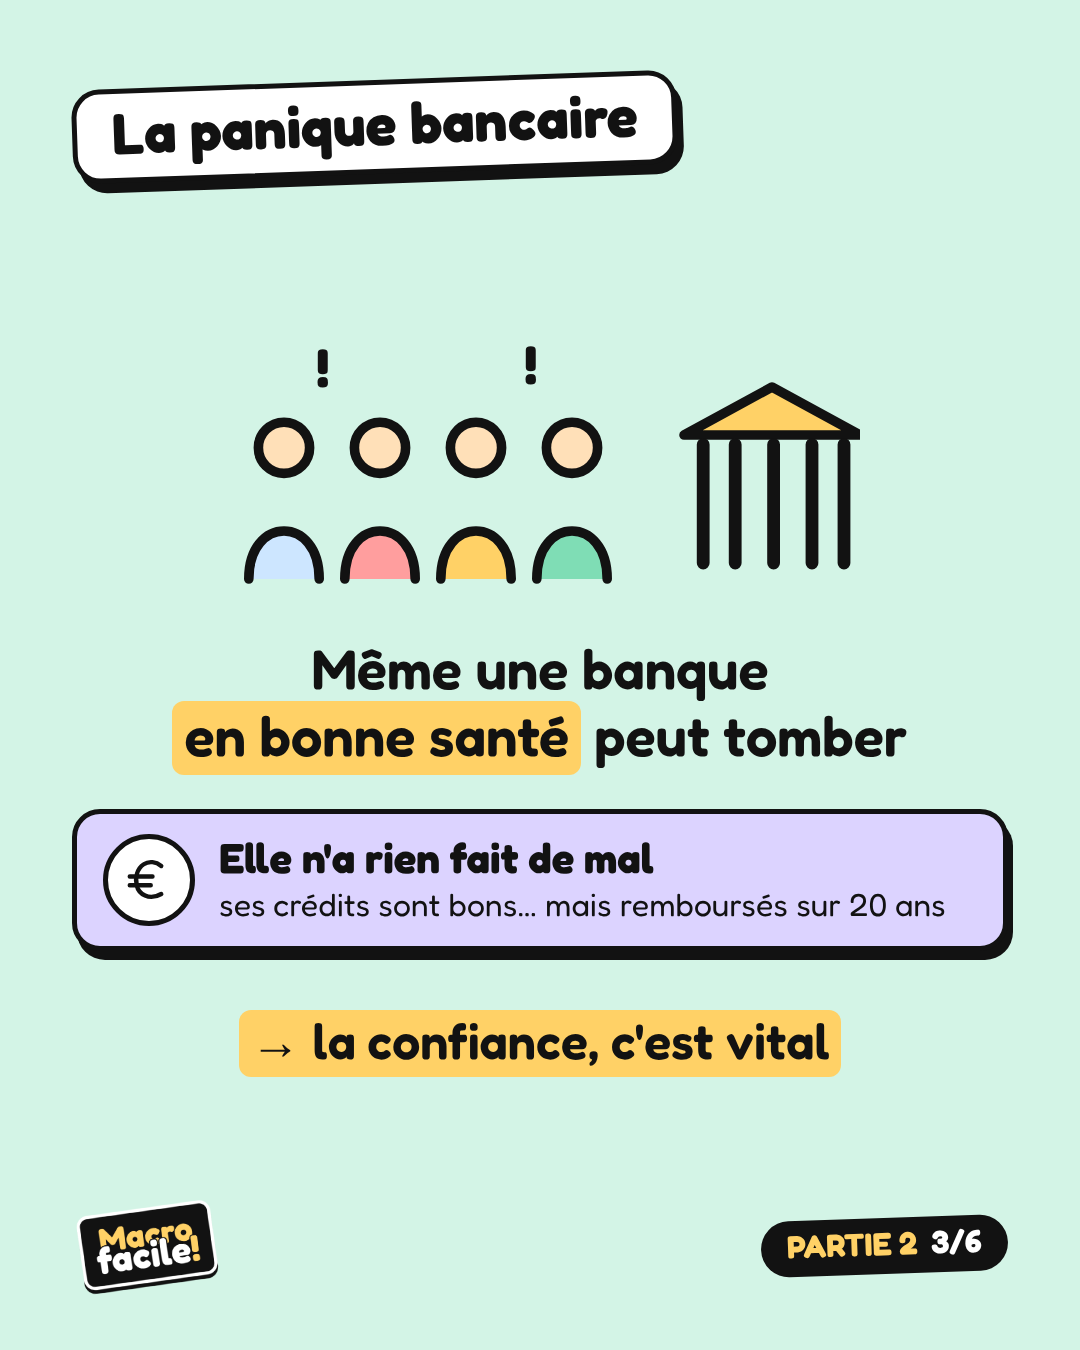 La panique bancaire
! !
Même une banque
en bonne santé peut tomber
€
Elle n'a rien fait de mal
ses crédits sont bons... mais remboursés sur 20 ans
→ la confiance, c'est vital
Macro
facile!
PARTIE 2 3/6